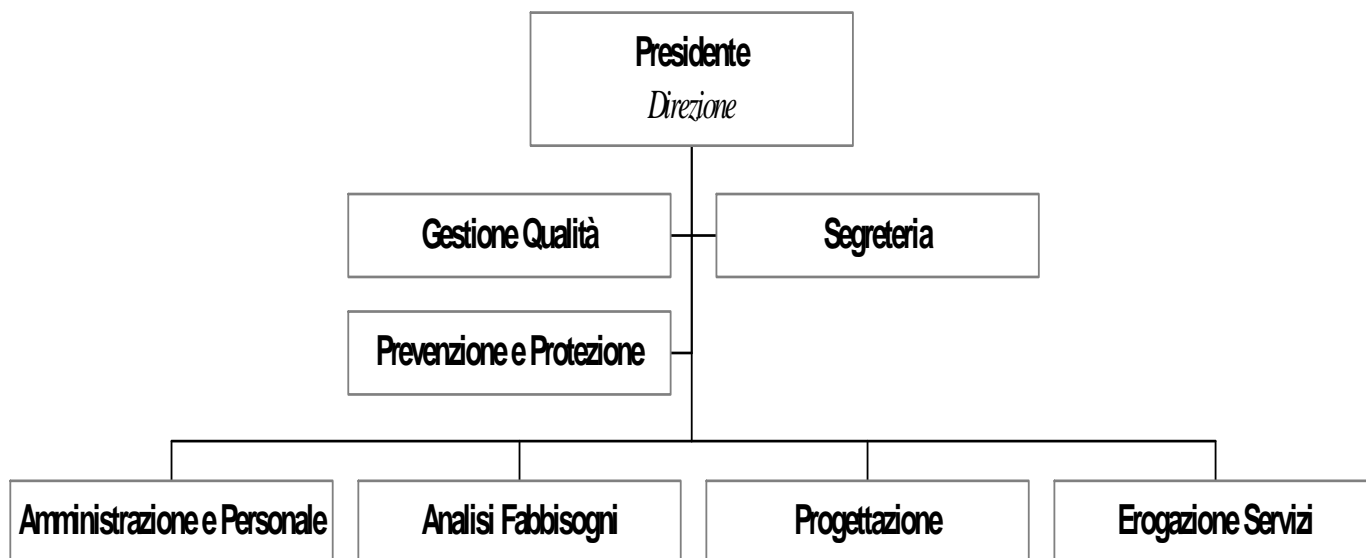 Presidente
Direzione
Gestione Qualità
Segreteria
Prevenzione e Protezione
Amministrazione e Personale
Analisi Fabbisogni
Progettazione
Erogazione Servizi